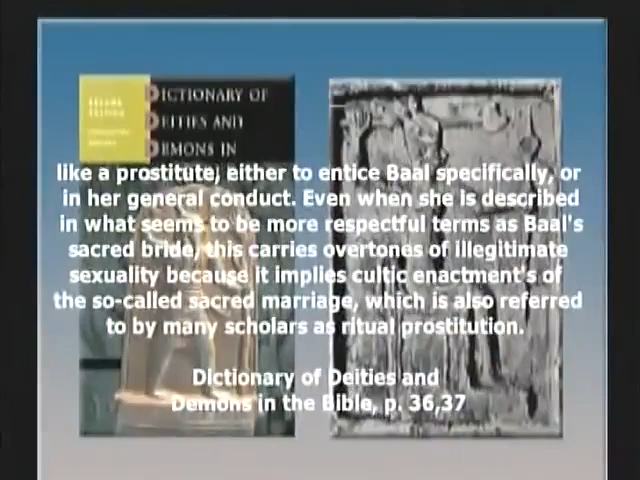 DICTIONARY OF
DEITIES AND
DEMONS IN
like a prostitute, either to entice Baal specifically, or
in her general conduct. Even when she is described
in what seems to be more respectful terms as Baal's
sacred bride, this carries overtones of illegitimate
sexuality because it implies cultic enactment's of
the so-called sacred marriage, which is also referred
to by many scholars as ritual prostitution.
Dictionary of Deities and
Demons in the Bible, p. 36,37